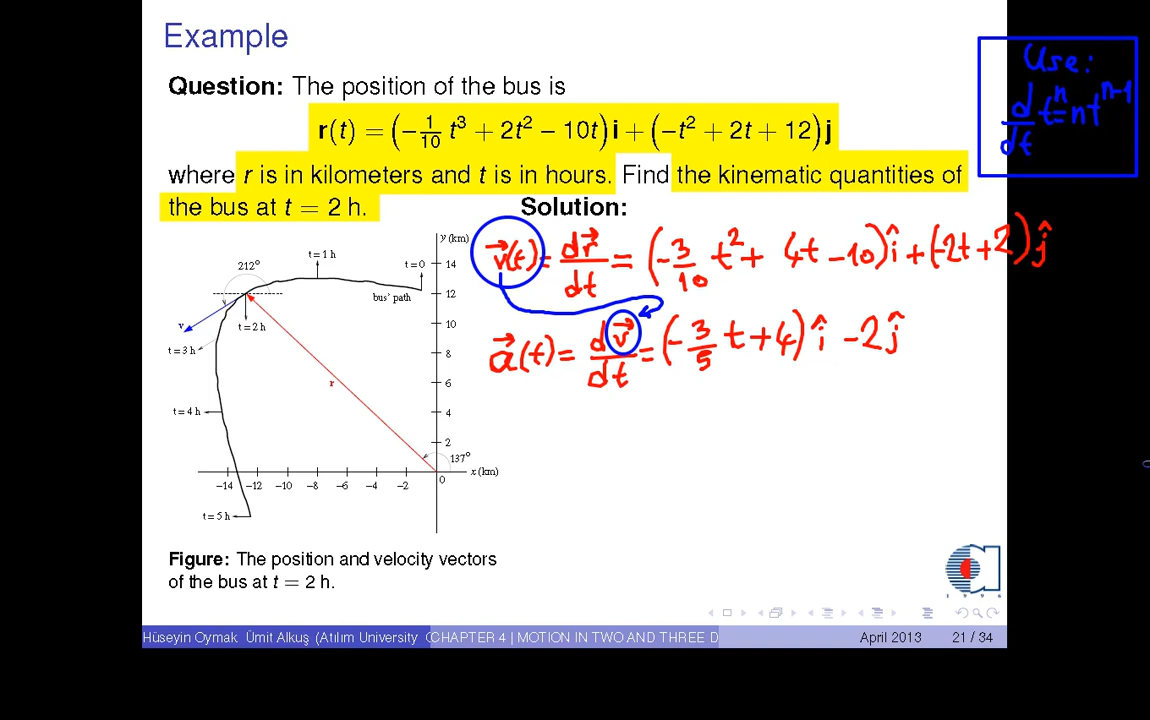 Example
Use:
d/dt tⁿ = nt^(n-1)
Question: The position of the bus is
r(t) = (−1/10 t³ + 2t² − 10t) i + (−t² + 2t + 12) j
where r is in kilometers and t is in hours. Find the kinematic quantities of
the bus at t = 2 h.
Solution:
v⃗(t) = dr⃗/dt = (−3/10 t² + 4t − 10) î + (−2t + 2) ĵ
a⃗(t) = dv⃗/dt = (−3/5 t + 4) î − 2 ĵ
y (km)
t = 1 h
212°
t = 0
14
bus' path
12
v
t = 2 h
10
t = 3 h
8
r
6
t = 4 h
4
2
137°
x (km)
−14 −12 −10 −8 −6 −4 −2 0
t = 5 h
Figure: The position and velocity vectors
of the bus at t = 2 h.
1 9 9 6
Hüseyin Oymak, Ümit Alkuş (Atılım University
CHAPTER 4 | MOTION IN TWO AND THREE D
April 2013
21 / 34